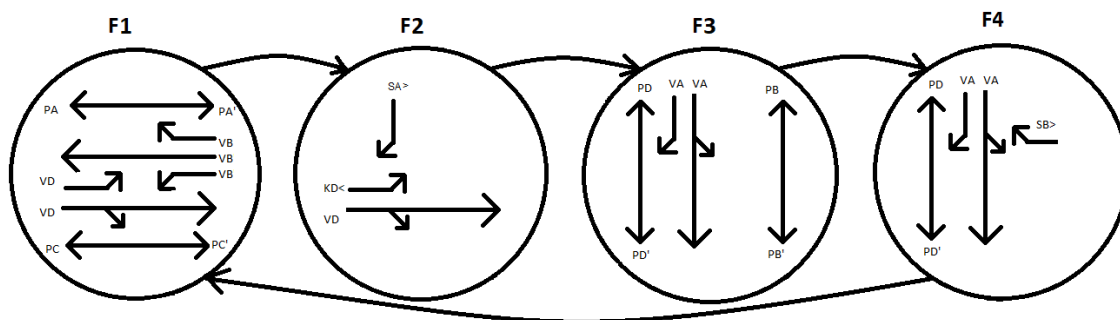 F1
F2
F3
F4
PA
PA'
VB
VB
VB
VD
VD
PC
PC'
SA>
KD<
VD
PD
VA
VA
PB
PD'
PB'
PD
VA
VA
SB>
PD'